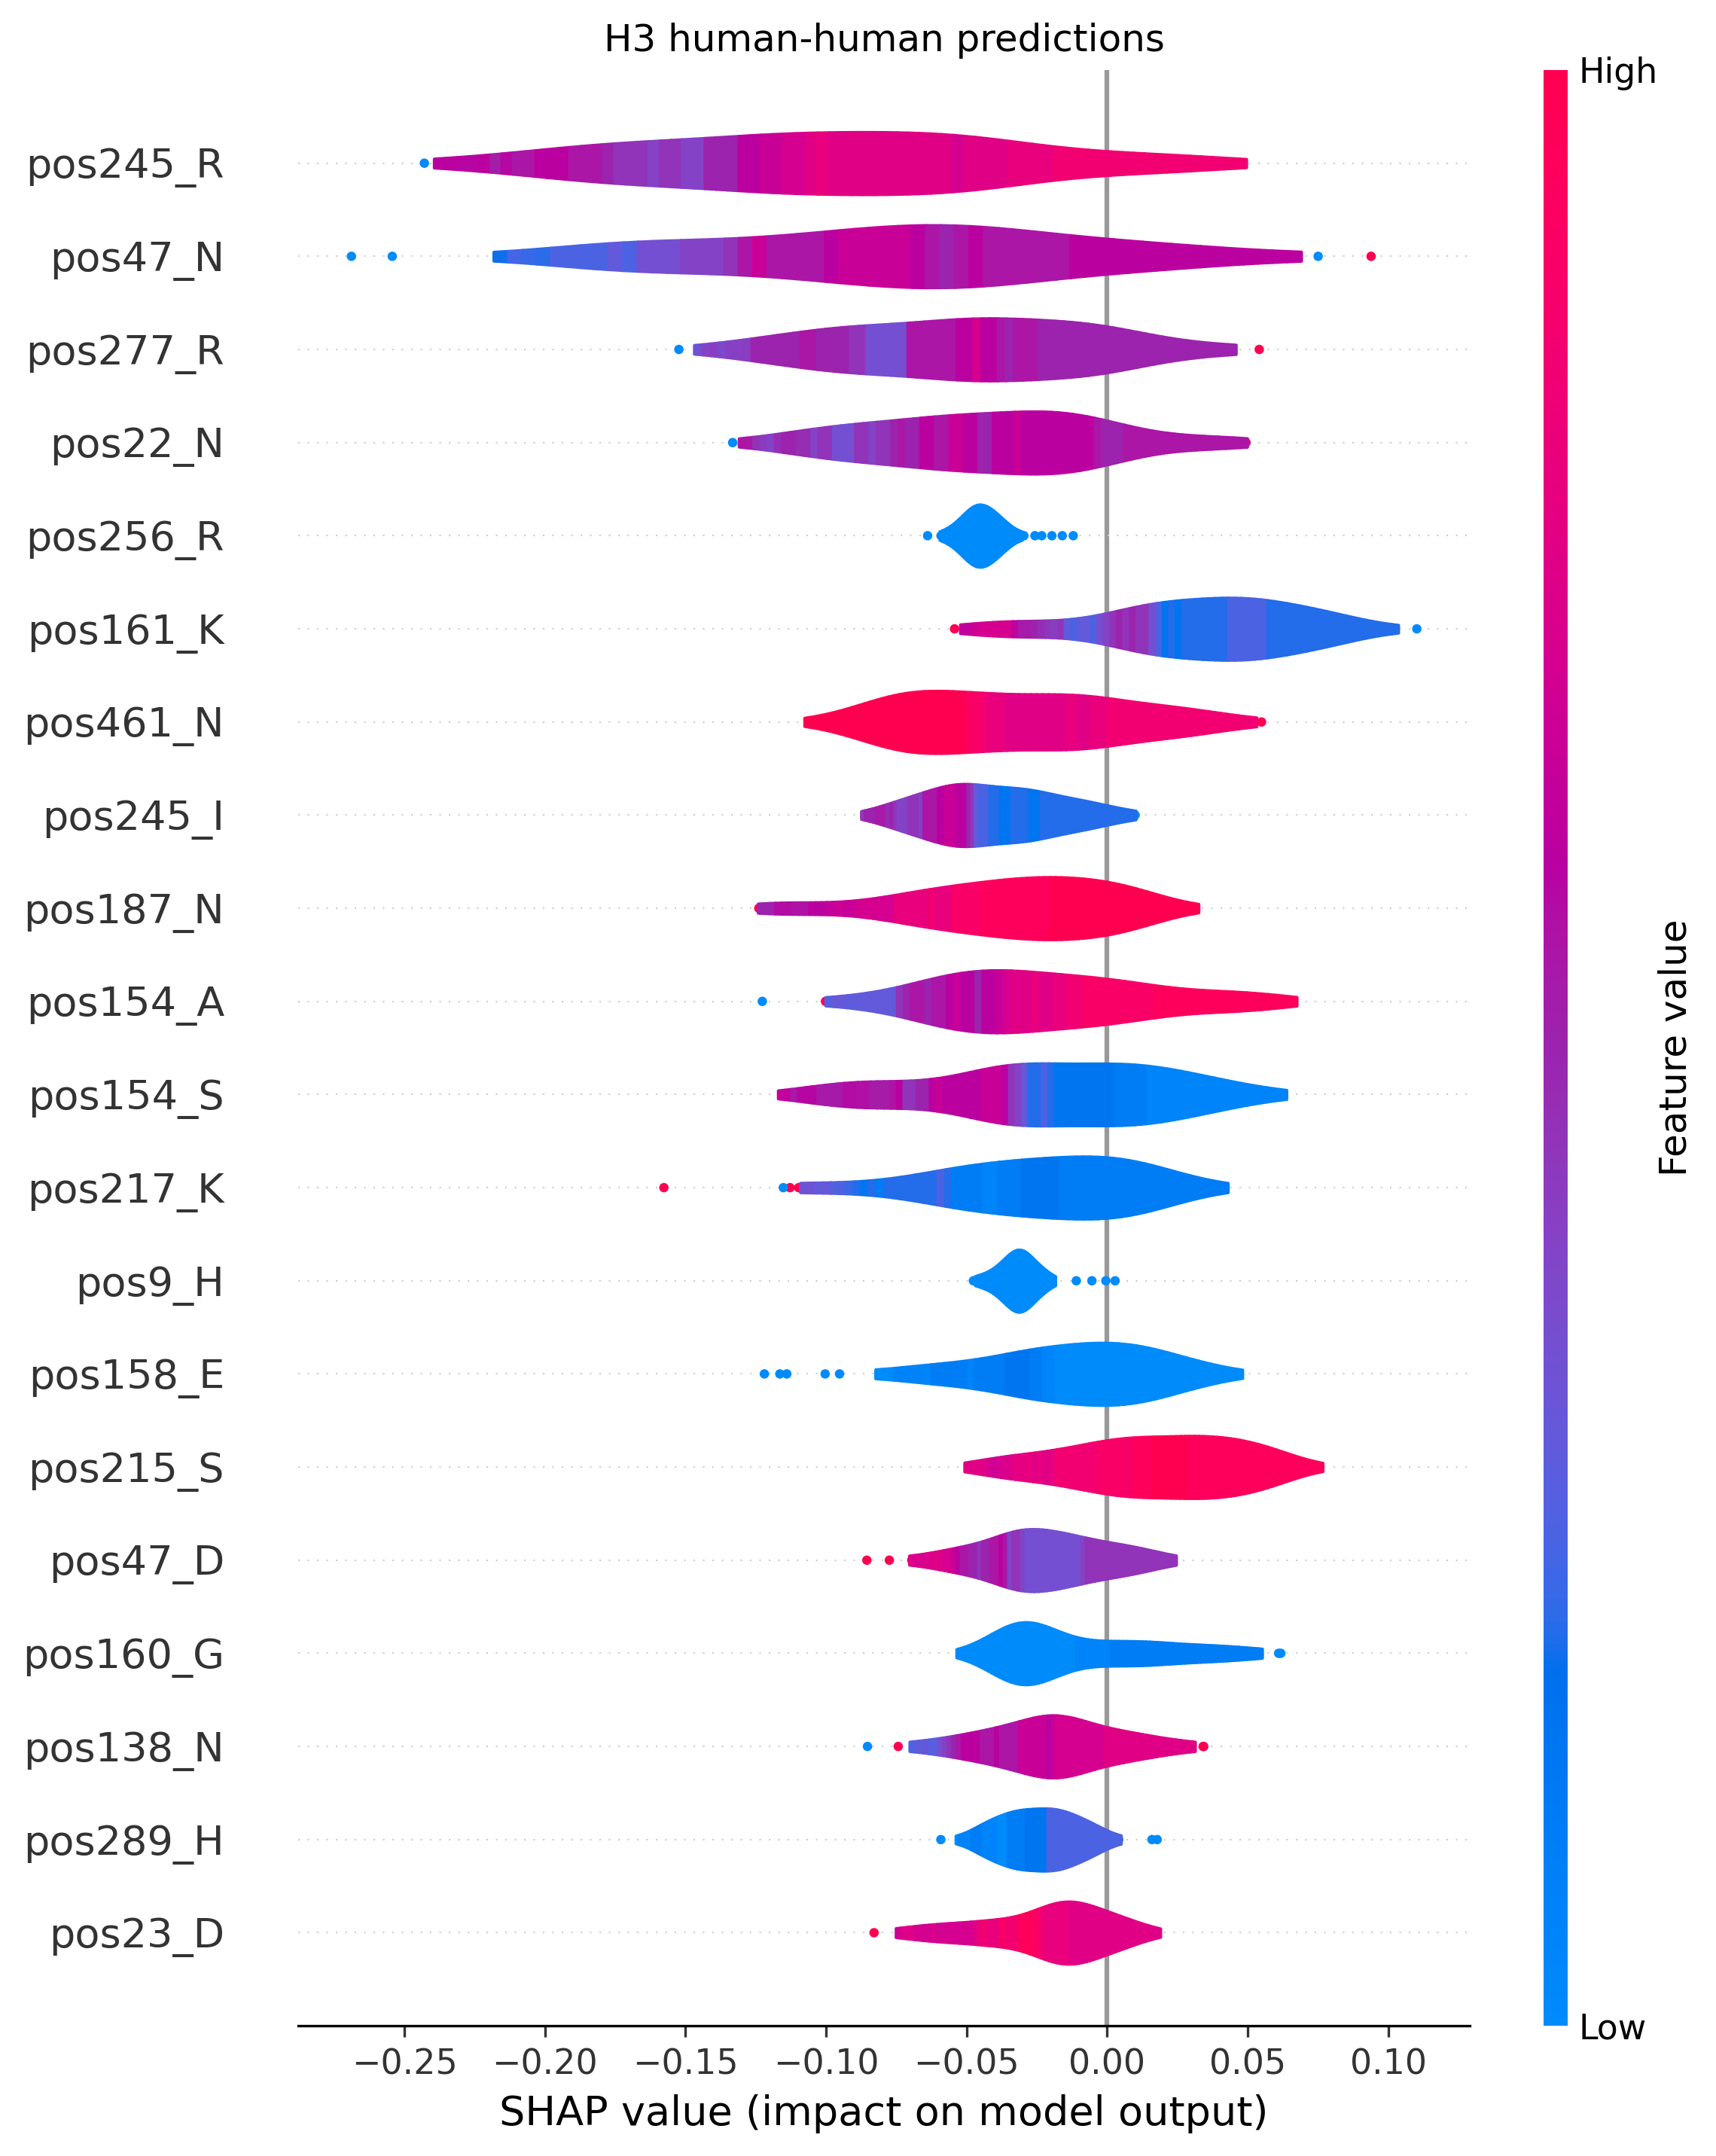 H3 human-human predictions
High
pos245_R
pos47_N
pos277_R
pos22_N
pos256_R
pos161_K
pos461_N
pos245_I
pos187_N
pos154_A
pos154_S
pos217_K
pos9_H
pos158_E
pos215_S
pos47_D
pos160_G
pos138_N
pos289_H
pos23_D
Feature value
Low
−0.25 −0.20 −0.15 −0.10 −0.05 0.00 0.05 0.10
SHAP value (impact on model output)